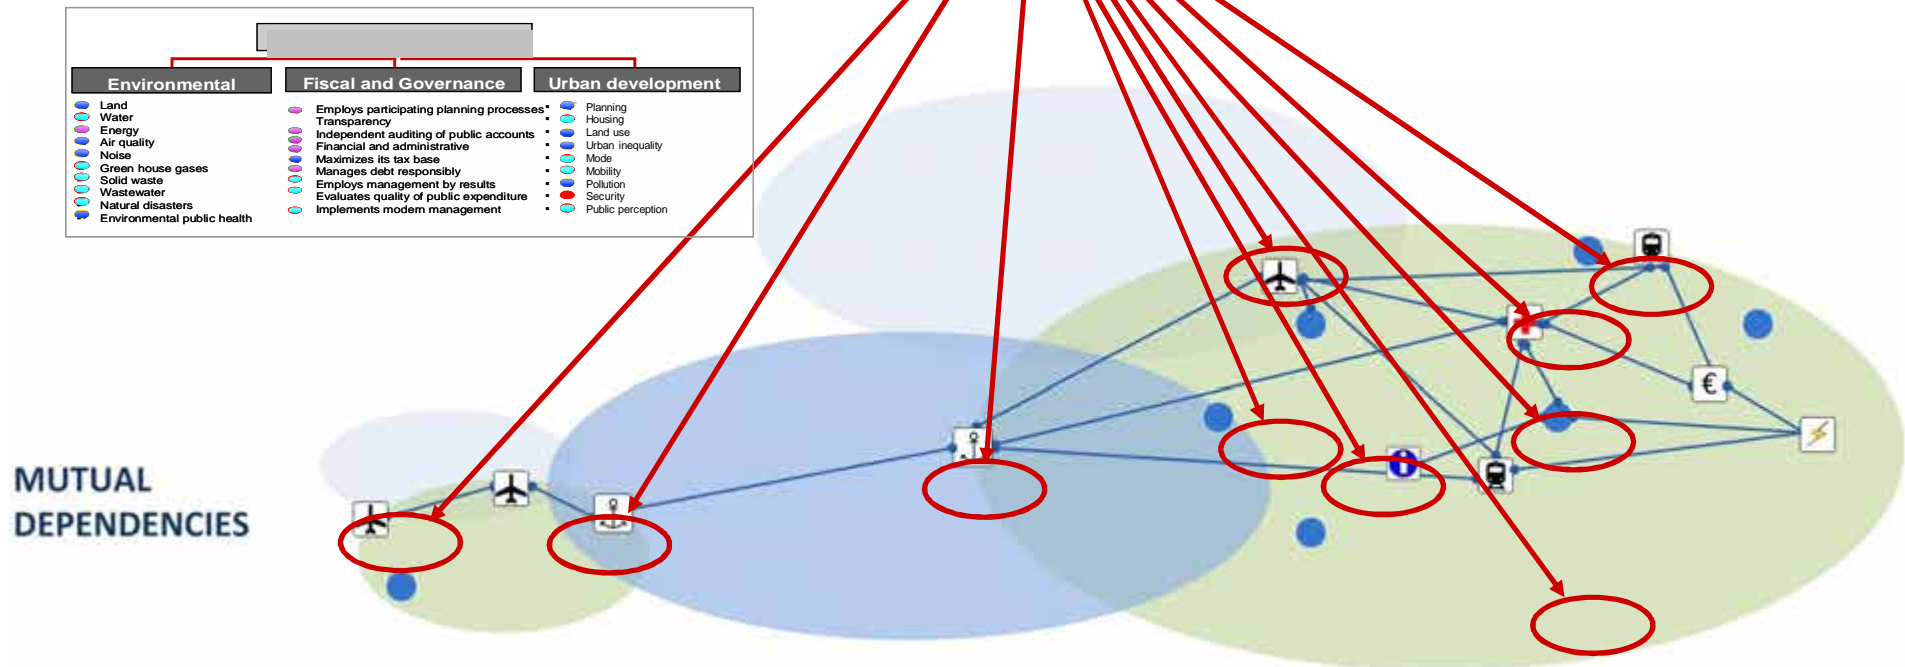 Environmental
Land
Water
Energy
Air quality
Noise
Green house gases
Solid waste
Wastewater
Natural disasters
Environmental public health
Fiscal and Governance
Employs participating planning processes
Transparency
Independent auditing of public accounts
Financial and administrative
Maximizes its tax base
Manages debt responsibly
Employs management by results
Evaluates quality of public expenditure
Implements modern management
Urban development
Planning
Housing
Land use
Urban inequality
Mode
Mobility
Pollution
Security
Public perception
€
MUTUAL
DEPENDENCIES